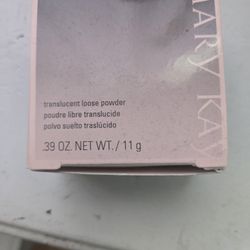 MARY KAY
translucent loose powder
poudre libre translucide
polvo suelto traslúcido
.39 OZ. NET WT. / 11 g